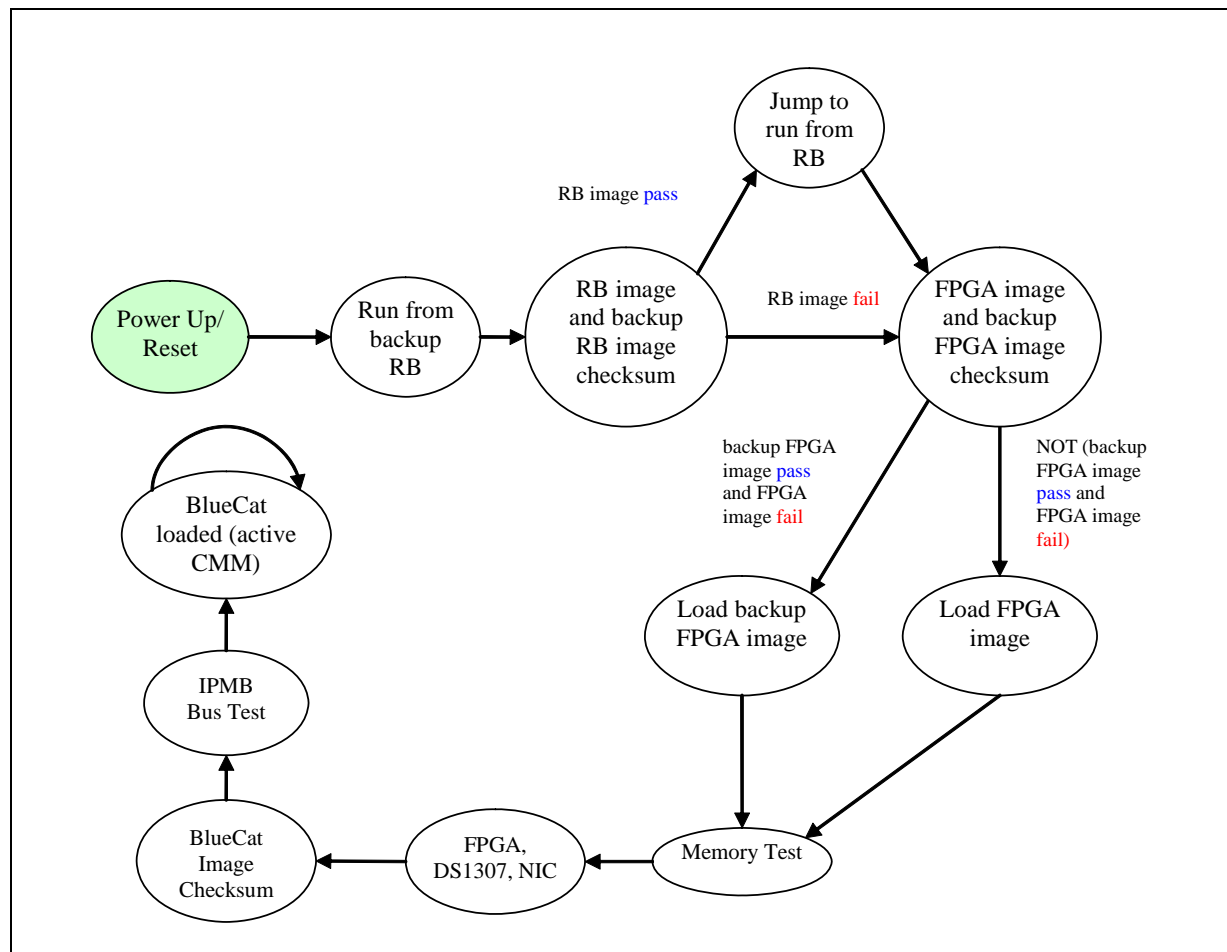 Jump to
run from
RB
RB image pass
Power Up/
Reset
Run from
backup
RB
RB image
and backup
RB image
checksum
RB image fail
FPGA image
and backup
FPGA image
checksum
backup FPGA
image pass
and FPGA
image fail
NOT (backup
FPGA image
pass and
FPGA image
fail)
Load backup
FPGA image
Load FPGA
image
Memory Test
FPGA,
DS1307, NIC
BlueCat
Image
Checksum
IPMB
Bus Test
BlueCat
loaded (active
CMM)